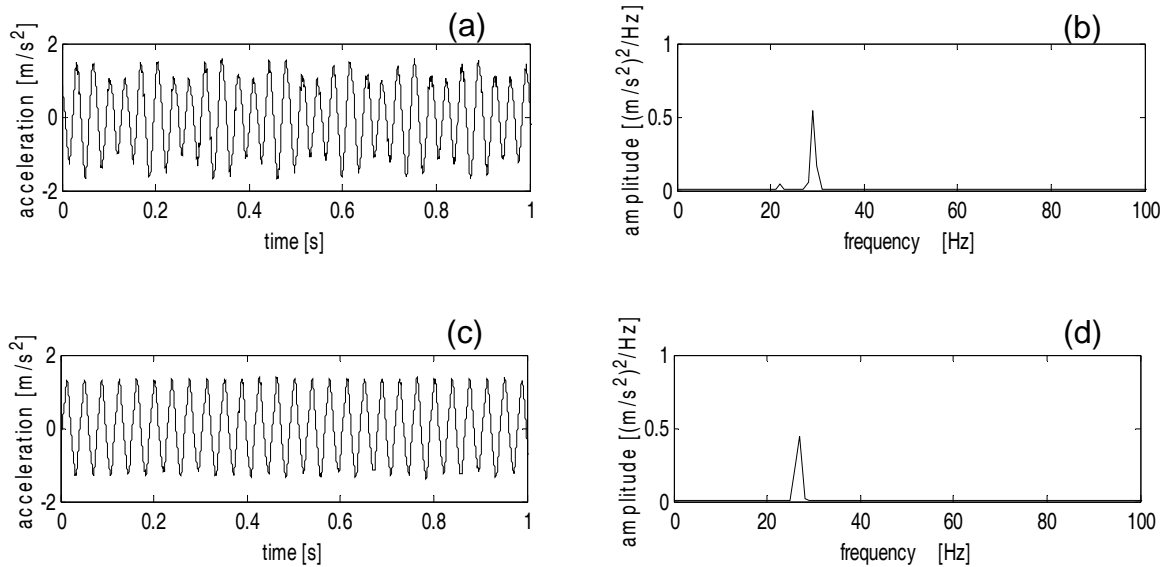 (a)
2
0
-2
acceleration [m/s²]
0 0.2 0.4 0.6 0.8 1
time [s]
(b)
1
0.5
0
amplitude [(m/s²)²/Hz]
0 20 40 60 80 100
frequency [Hz]
(c)
2
0
-2
acceleration [m/s²]
0 0.2 0.4 0.6 0.8 1
time [s]
(d)
1
0.5
0
amplitude [(m/s²)²/Hz]
0 20 40 60 80 100
frequency [Hz]